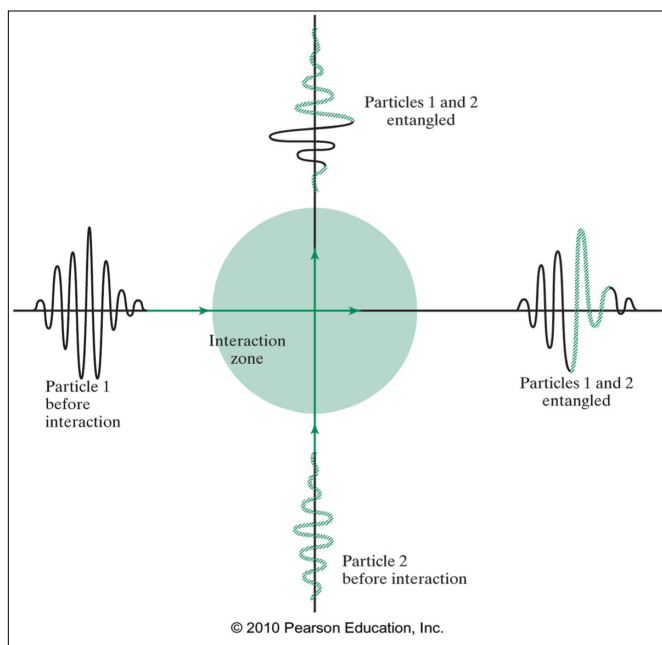 Particles 1 and 2
entangled
Interaction
zone
Particle 1
before
interaction
Particles 1 and 2
entangled
Particle 2
before interaction
© 2010 Pearson Education, Inc.